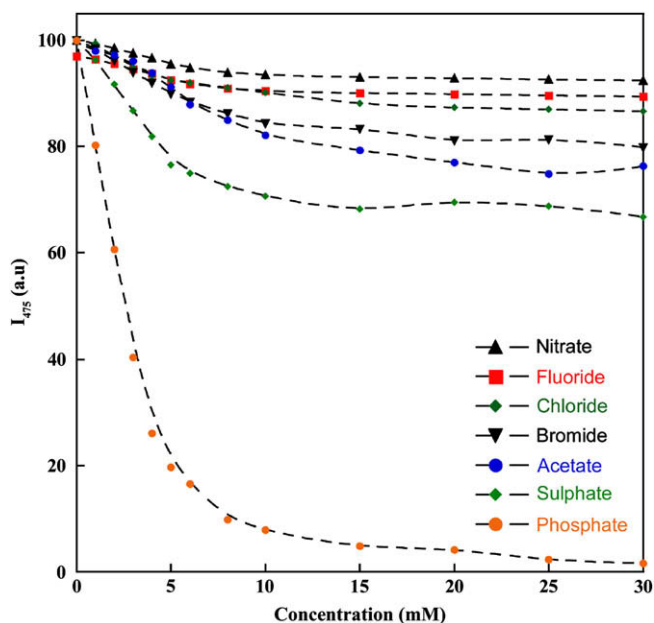 100
80
60
40
20
0
I475 (a.u)
Nitrate
Fluoride
Chloride
Bromide
Acetate
Sulphate
Phosphate
0 5 10 15 20 25 30
Concentration (mM)